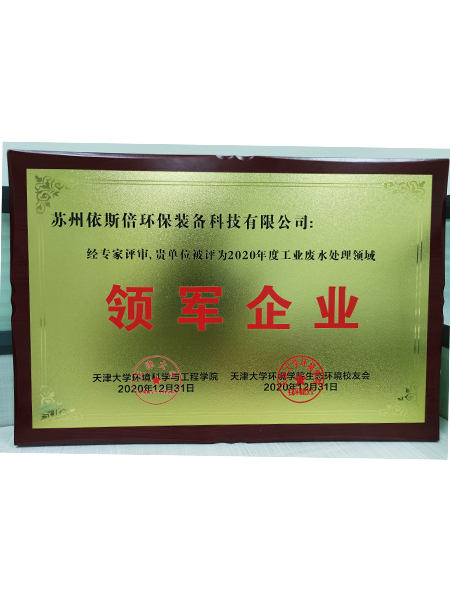 苏州依斯倍环保装备科技有限公司:
经专家评审,贵单位被评为2020年度工业废水处理领域
领军企业
天津大学环境科学与工程学院 天津大学环境学院生态环境校友会
2020年12月31日 2020年12月31日